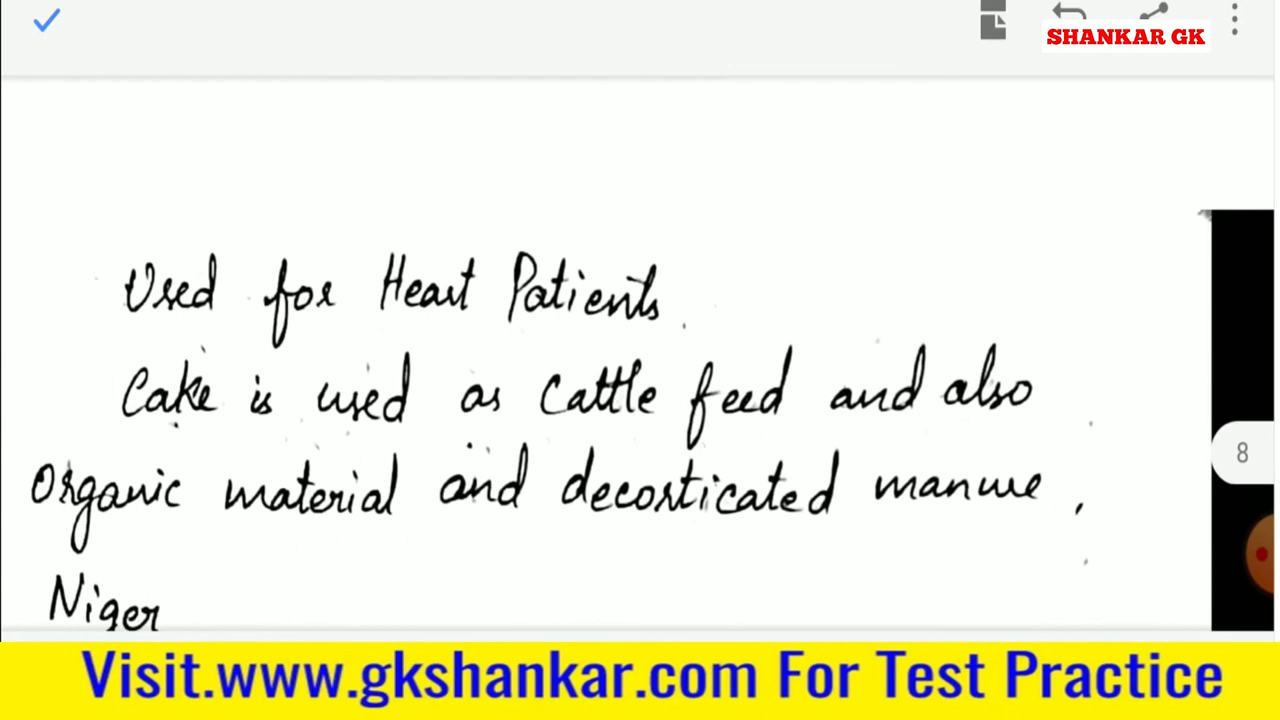 SHANKAR GK
Used for Heart Patients.
Cake is used as Cattle feed and also
Organic material and decorticated manure,
8
Niger
Visit.www.gkshankar.com For Test Practice